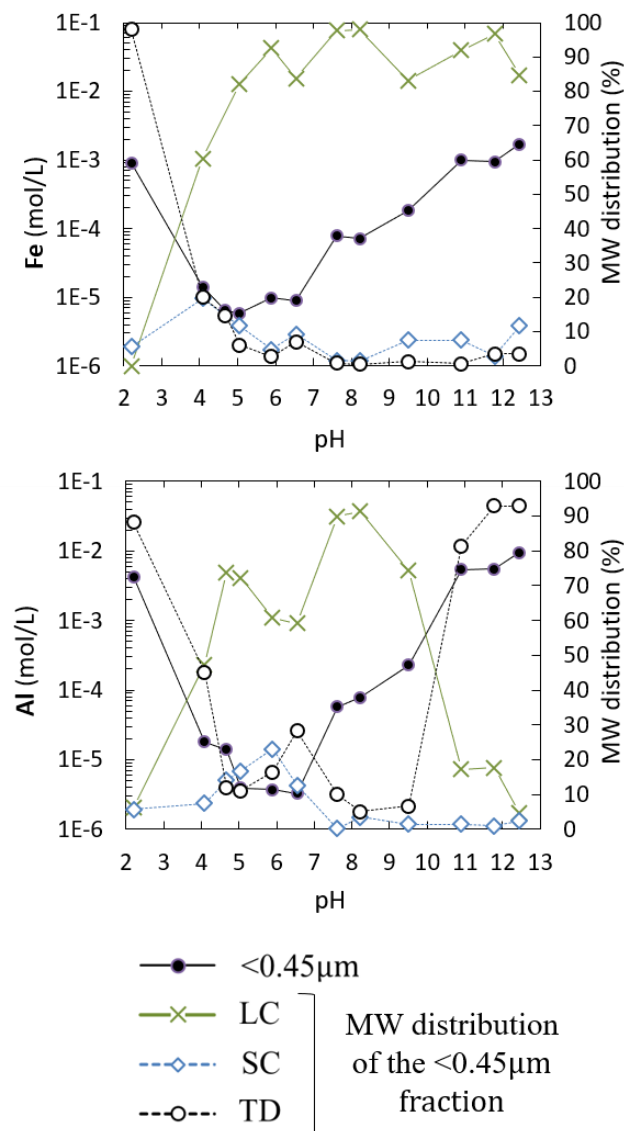 1E-1
1E-2
1E-3
1E-4
1E-5
1E-6
Fe (mol/L)
100
90
80
70
60
50
40
30
20
10
0
MW distribution (%)
2 3 4 5 6 7 8 9 10 11 12 13
pH
1E-1
1E-2
1E-3
1E-4
1E-5
1E-6
Al (mol/L)
100
90
80
70
60
50
40
30
20
10
0
MW distribution (%)
2 3 4 5 6 7 8 9 10 11 12 13
pH
<0.45μm
LC
SC
TD
MW distribution
of the <0.45μm
fraction